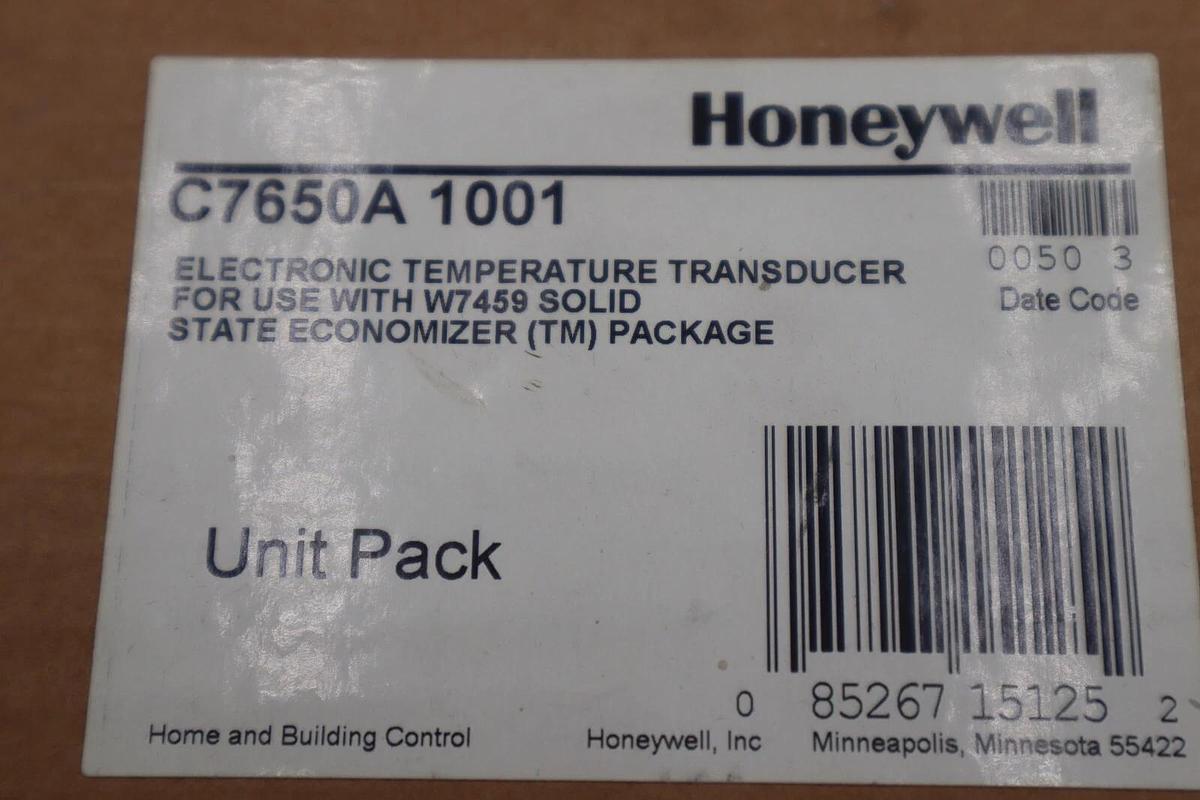 Honeywell
C7650A 1001
0050 3
Date Code
ELECTRONIC TEMPERATURE TRANSDUCER
FOR USE WITH W7459 SOLID
STATE ECONOMIZER (TM) PACKAGE
Unit Pack
0 85267 15125 2
Home and Building Control Honeywell, Inc Minneapolis, Minnesota 55422